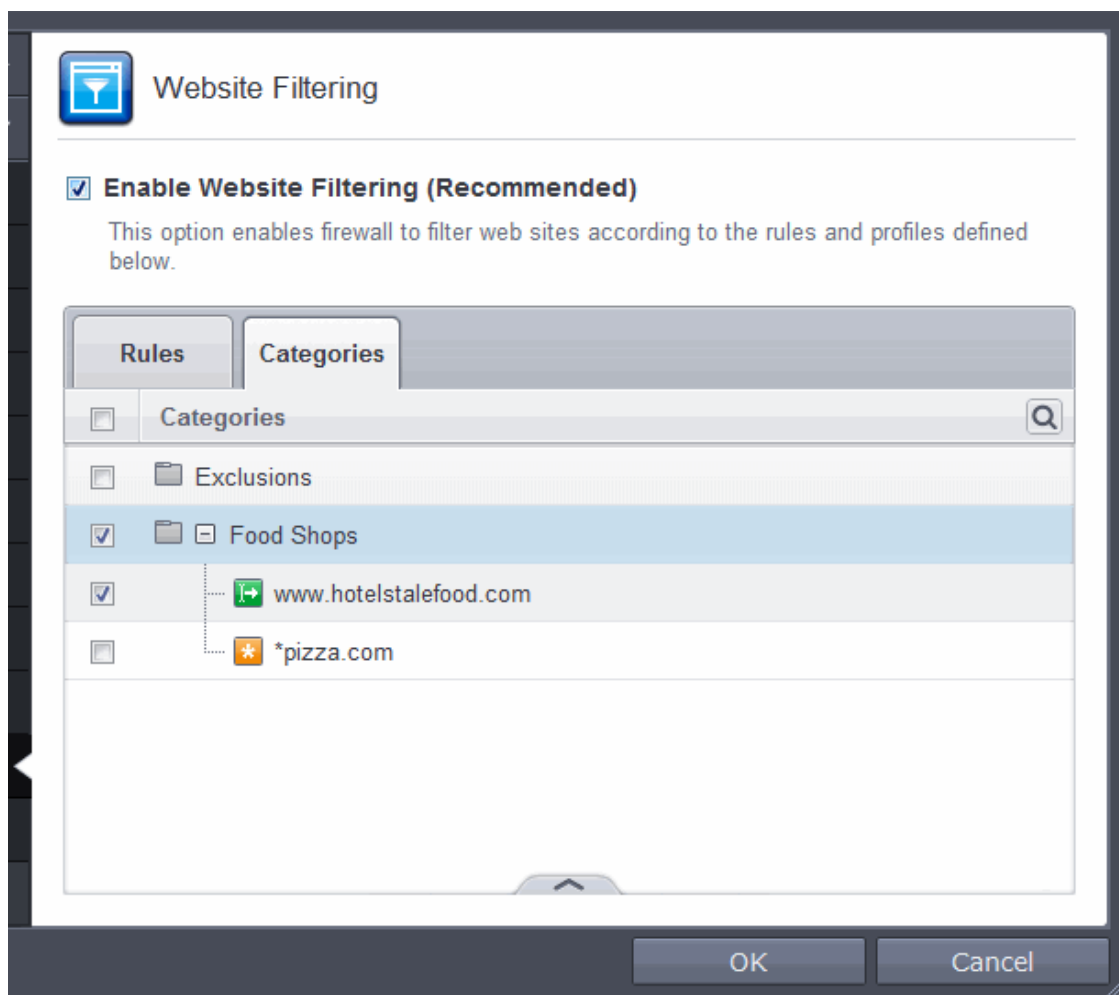 Website Filtering
Enable Website Filtering (Recommended)
This option enables firewall to filter web sites according to the rules and profiles defined
below.
Rules
Categories
Categories
Exclusions
Food Shops
www.hotelstalefood.com
*pizza.com
OK
Cancel